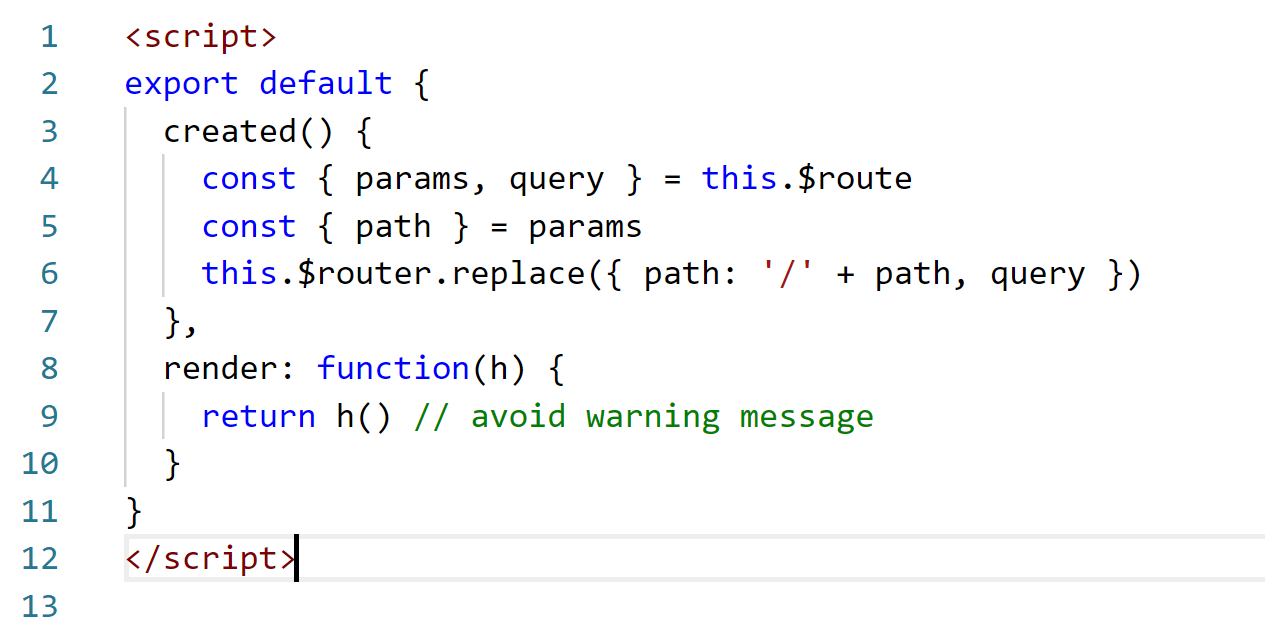 1 <script>
2 export default {
3   created() {
4     const { params, query } = this.$route
5     const { path } = params
6     this.$router.replace({ path: '/' + path, query })
7   },
8   render: function(h) {
9     return h() // avoid warning message
10   }
11 }
12 </script>
13